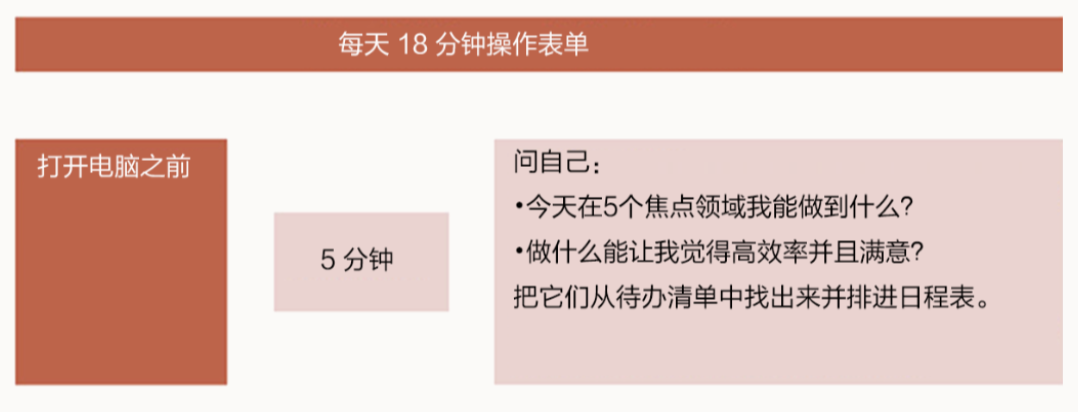 每天 18 分钟操作表单
打开电脑之前
5 分钟
问自己：
•今天在5个焦点领域我能做到什么?
•做什么能让我觉得高效率并且满意?
把它们从待办清单中找出来并排进日程表。